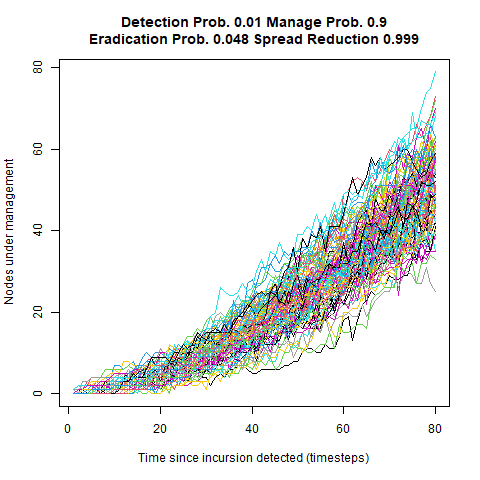 Detection Prob. 0.01 Manage Prob. 0.9
Eradication Prob. 0.048 Spread Reduction 0.999
Nodes under management
80
60
40
20
0
0 20 40 60 80
Time since incursion detected (timesteps)